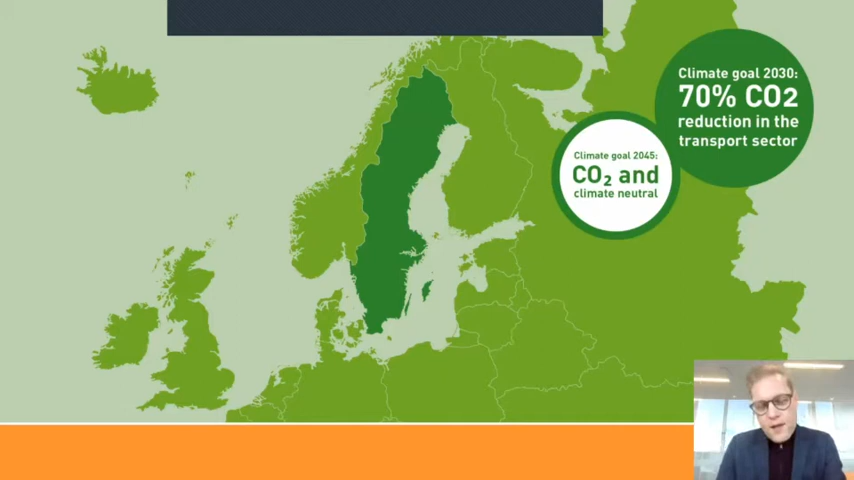 Climate goal 2030:
70% CO2
reduction in the
transport sector
Climate goal 2045:
CO₂ and
climate neutral